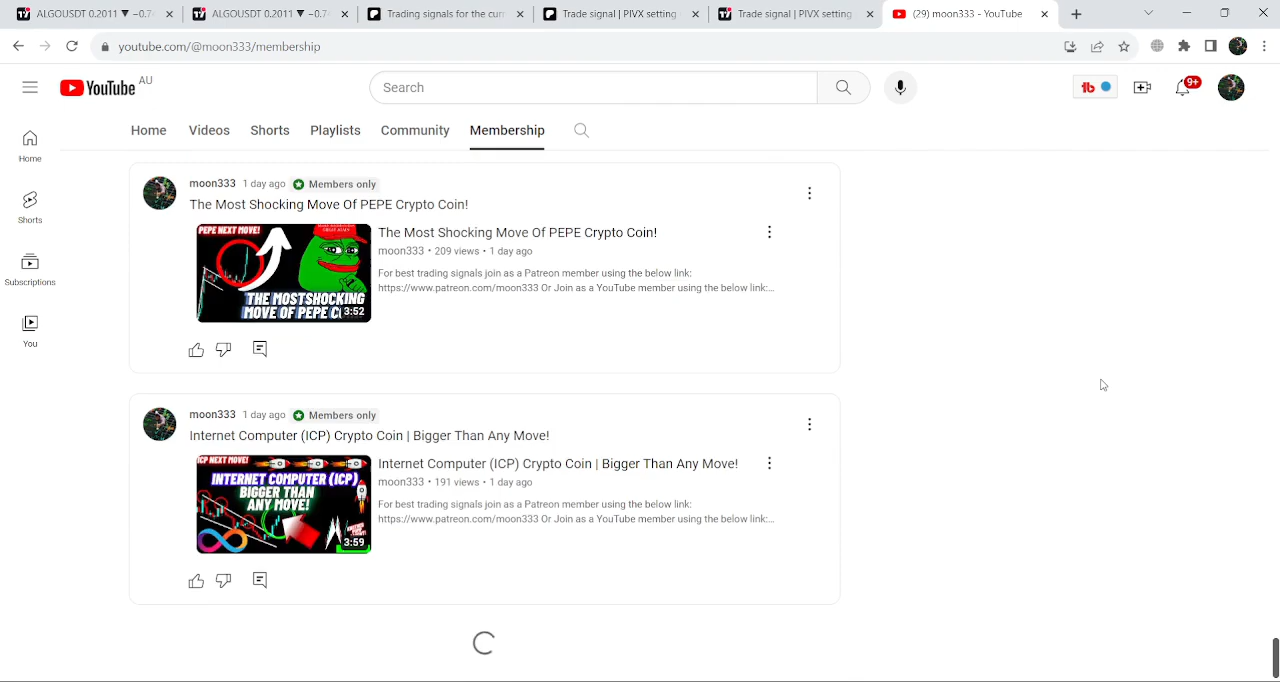 ALGOUSDT 0.2011 ▼ −0.7
ALGOUSDT 0.2011 ▼ −0.7
Trading signals for the curr
Trade signal | PIVX setting
Trade signal | PIVX setting
(29) moon333 - YouTube
youtube.com/@moon333/membership
YouTube AU
Search
9+
Home
Videos
Shorts
Playlists
Community
Membership
Home
Shorts
Subscriptions
You
moon333 1 day ago Members only
The Most Shocking Move Of PEPE Crypto Coin!
PEPE NEXT MOVE!
THE MOST SHOCKING
MOVE OF PEPE C
3:52
The Most Shocking Move Of PEPE Crypto Coin!
moon333 • 209 views • 1 day ago
For best trading signals join as a Patreon member using the below link:
https://www.patreon.com/moon333 Or Join as a YouTube member using the below link:...
moon333 1 day ago Members only
Internet Computer (ICP) Crypto Coin | Bigger Than Any Move!
ICP NEXT MOVE!
INTERNET COMPUTER (ICP)
BIGGER THAN
ANY MOVE!
3:59
Internet Computer (ICP) Crypto Coin | Bigger Than Any Move!
moon333 • 191 views • 1 day ago
For best trading signals join as a Patreon member using the below link:
https://www.patreon.com/moon333 Or Join as a YouTube member using the below link:...